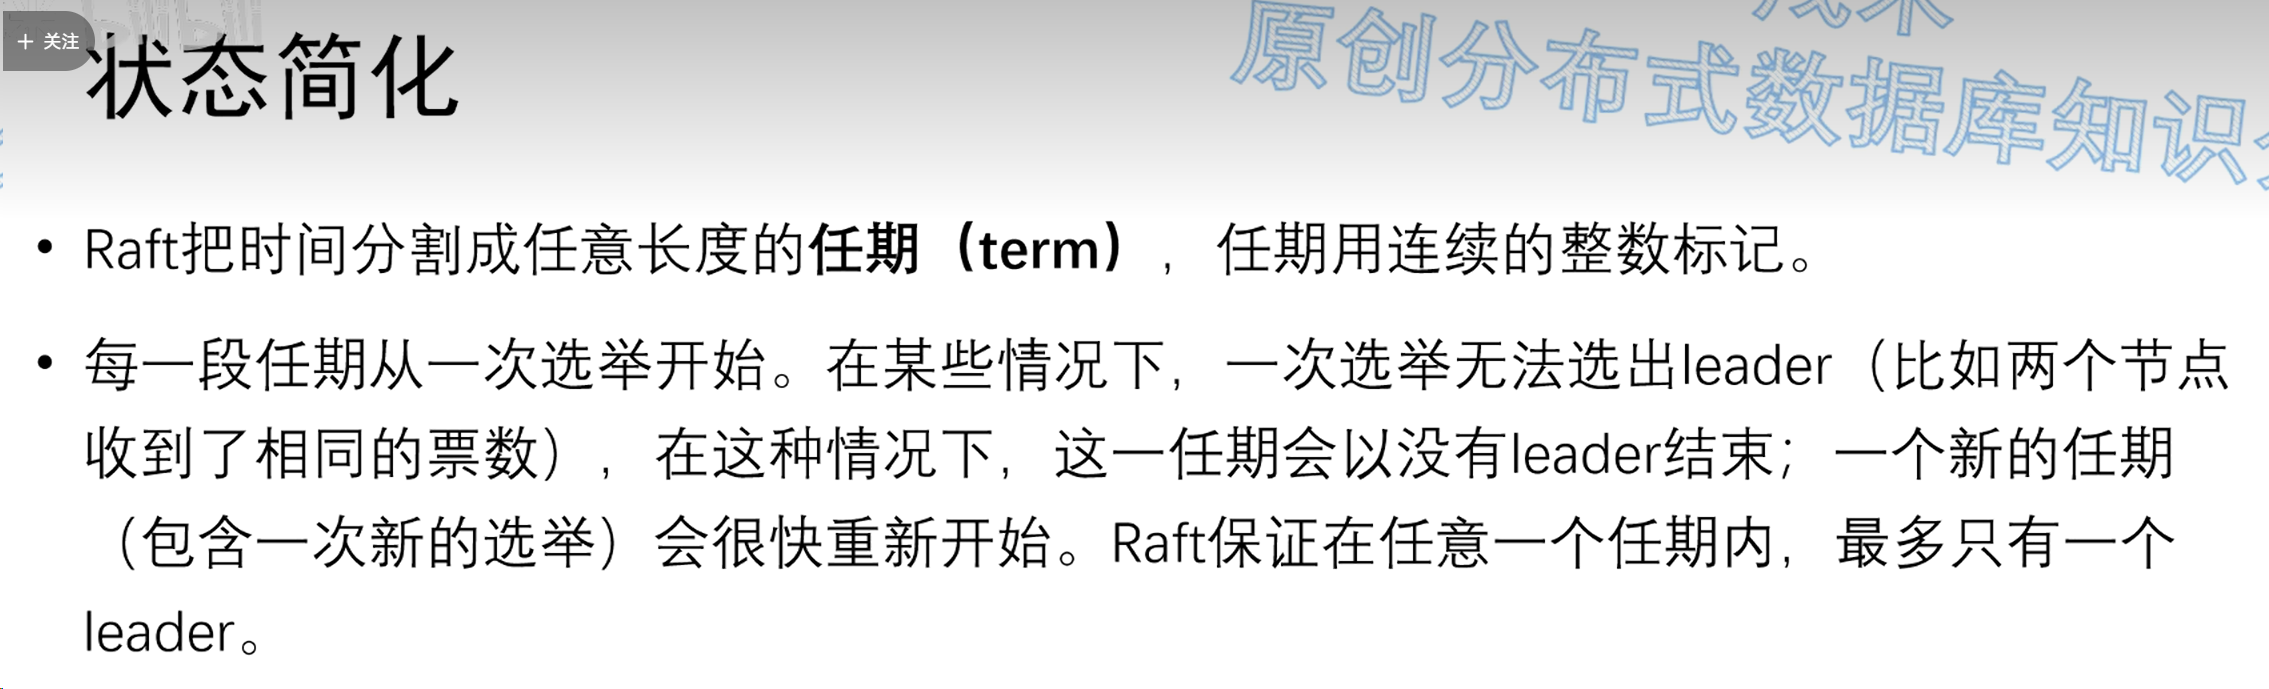 + 关注
状态简化
原创分布式数据库知识
• Raft把时间分割成任意长度的任期（term），任期用连续的整数标记。
• 每一段任期从一次选举开始。在某些情况下，一次选举无法选出leader（比如两个节点
收到了相同的票数），在这种情况下，这一任期会以没有leader结束；一个新的任期
（包含一次新的选举）会很快重新开始。Raft保证在任意一个任期内，最多只有一个
leader。